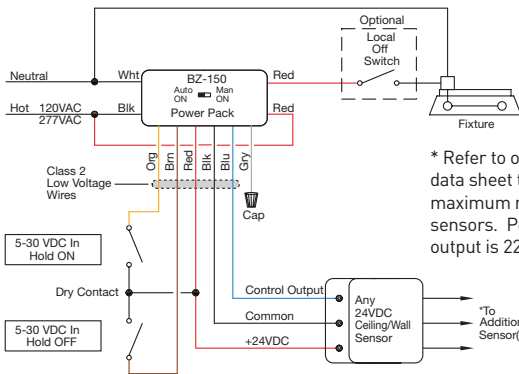 Optional
Local
Off
Switch
Neutral
Wht
BZ-150
Auto ON
Man ON
Power Pack
Red
Hot 120VAC
277VAC
Blk
Red
Fixture
Org
Brn
Red
Blk
Blu
Gry
Class 2
Low Voltage
Wires
Cap
* Refer to o
data sheet t
maximum n
sensors. Po
output is 22
5-30 VDC In
Hold ON
Dry Contact
5-30 VDC In
Hold OFF
Control Output
Common
+24VDC
Any
24VDC
Ceiling/Wall
Sensor
*To
Addition
Sensor(